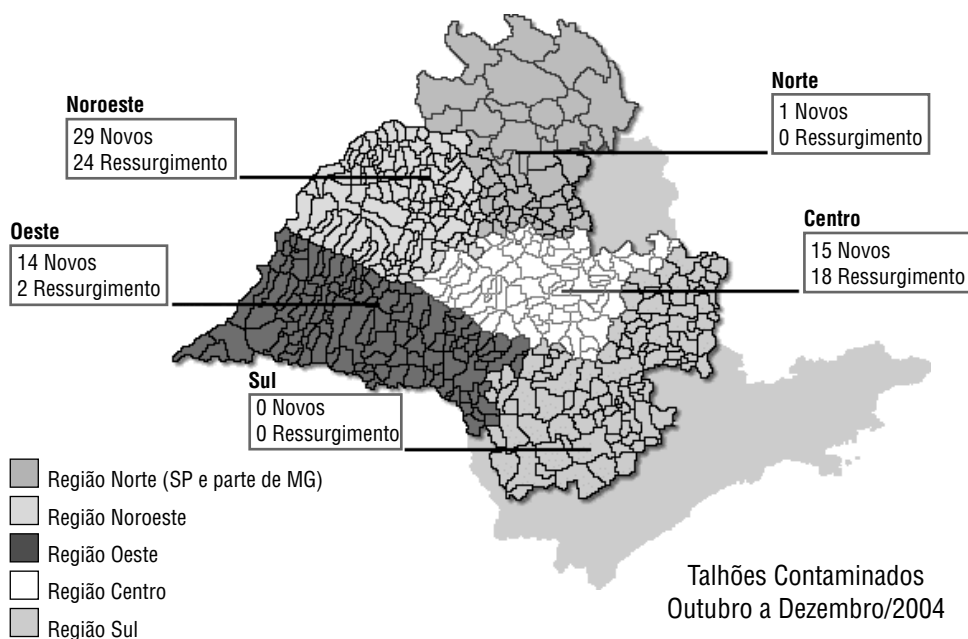 Noroeste
29 Novos
24 Ressurgimento
Norte
1 Novos
0 Ressurgimento
Oeste
14 Novos
2 Ressurgimento
Centro
15 Novos
18 Ressurgimento
Sul
0 Novos
0 Ressurgimento
Região Norte (SP e parte de MG)
Região Noroeste
Região Oeste
Região Centro
Região Sul
Talhões Contaminados
Outubro a Dezembro/2004